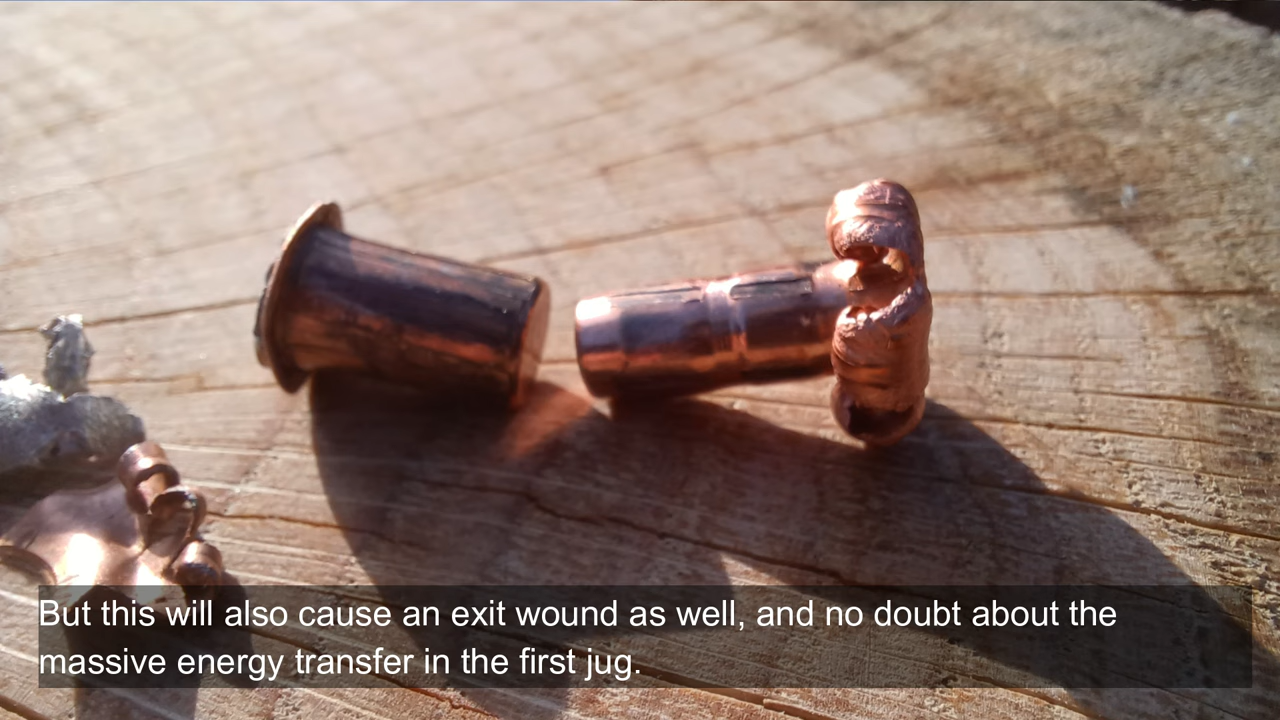 But this will also cause an exit wound as well, and no doubt about the
massive energy transfer in the first jug.